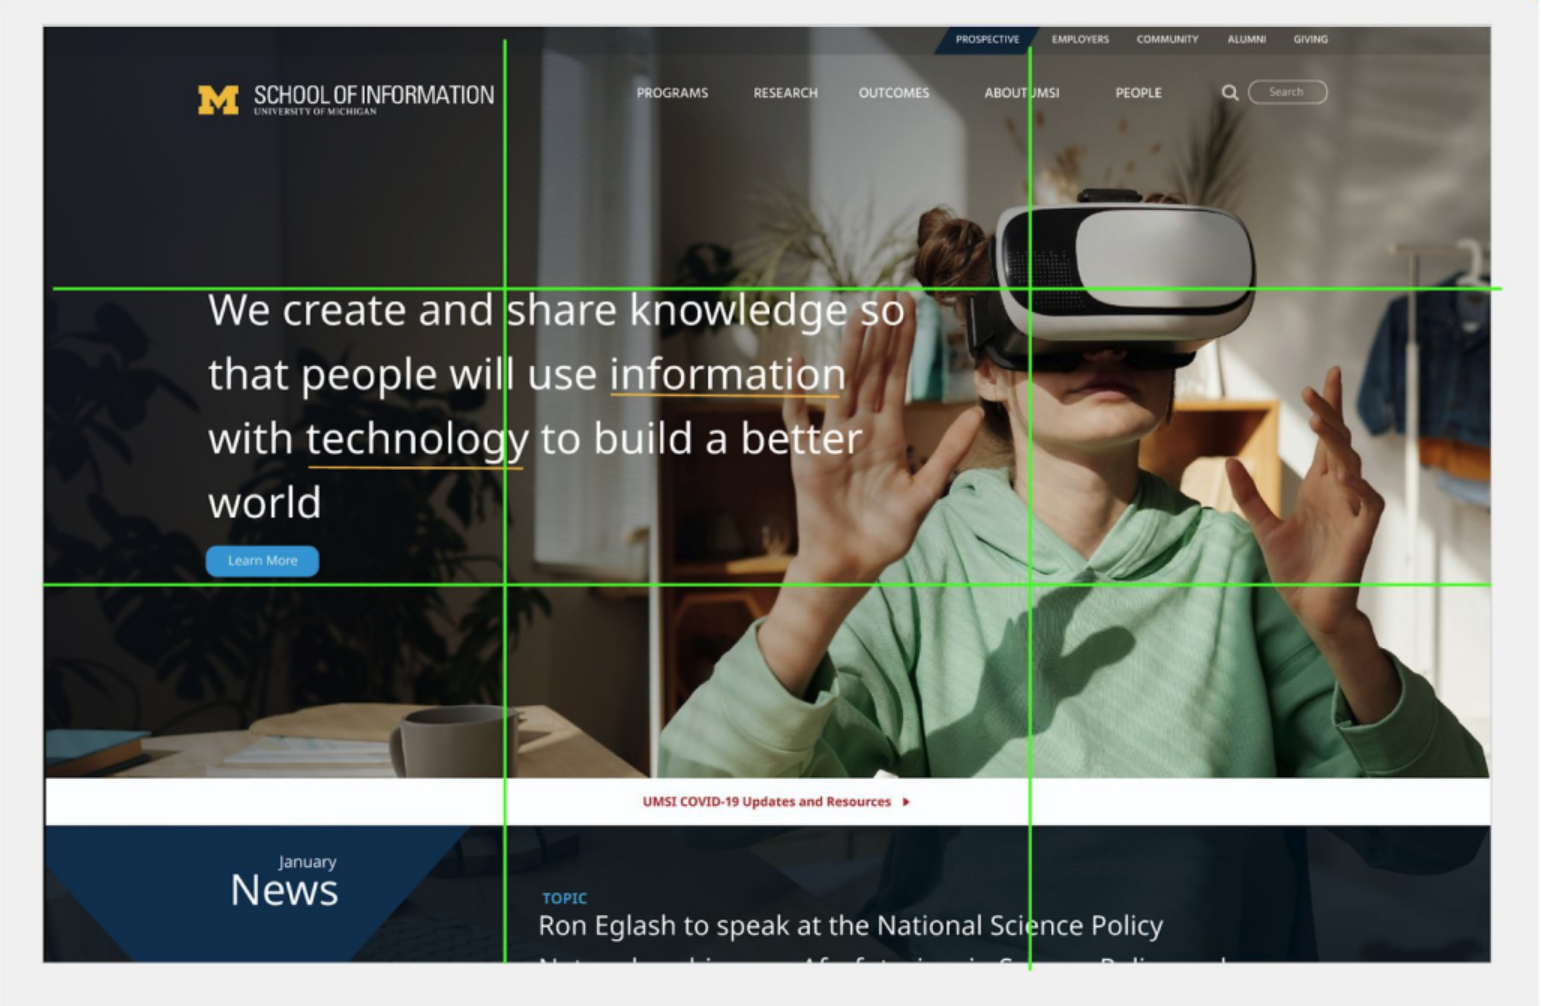 PROSPECTIVE EMPLOYERS COMMUNITY ALUMNI GIVING
M SCHOOL OF INFORMATION
UNIVERSITY OF MICHIGAN
PROGRAMS RESEARCH OUTCOMES ABOUT UMSI PEOPLE Search
We create and share knowledge so
that people will use information
with technology to build a better
world
Learn More
UMSI COVID-19 Updates and Resources
January
News
TOPIC
Ron Eglash to speak at the National Science Policy